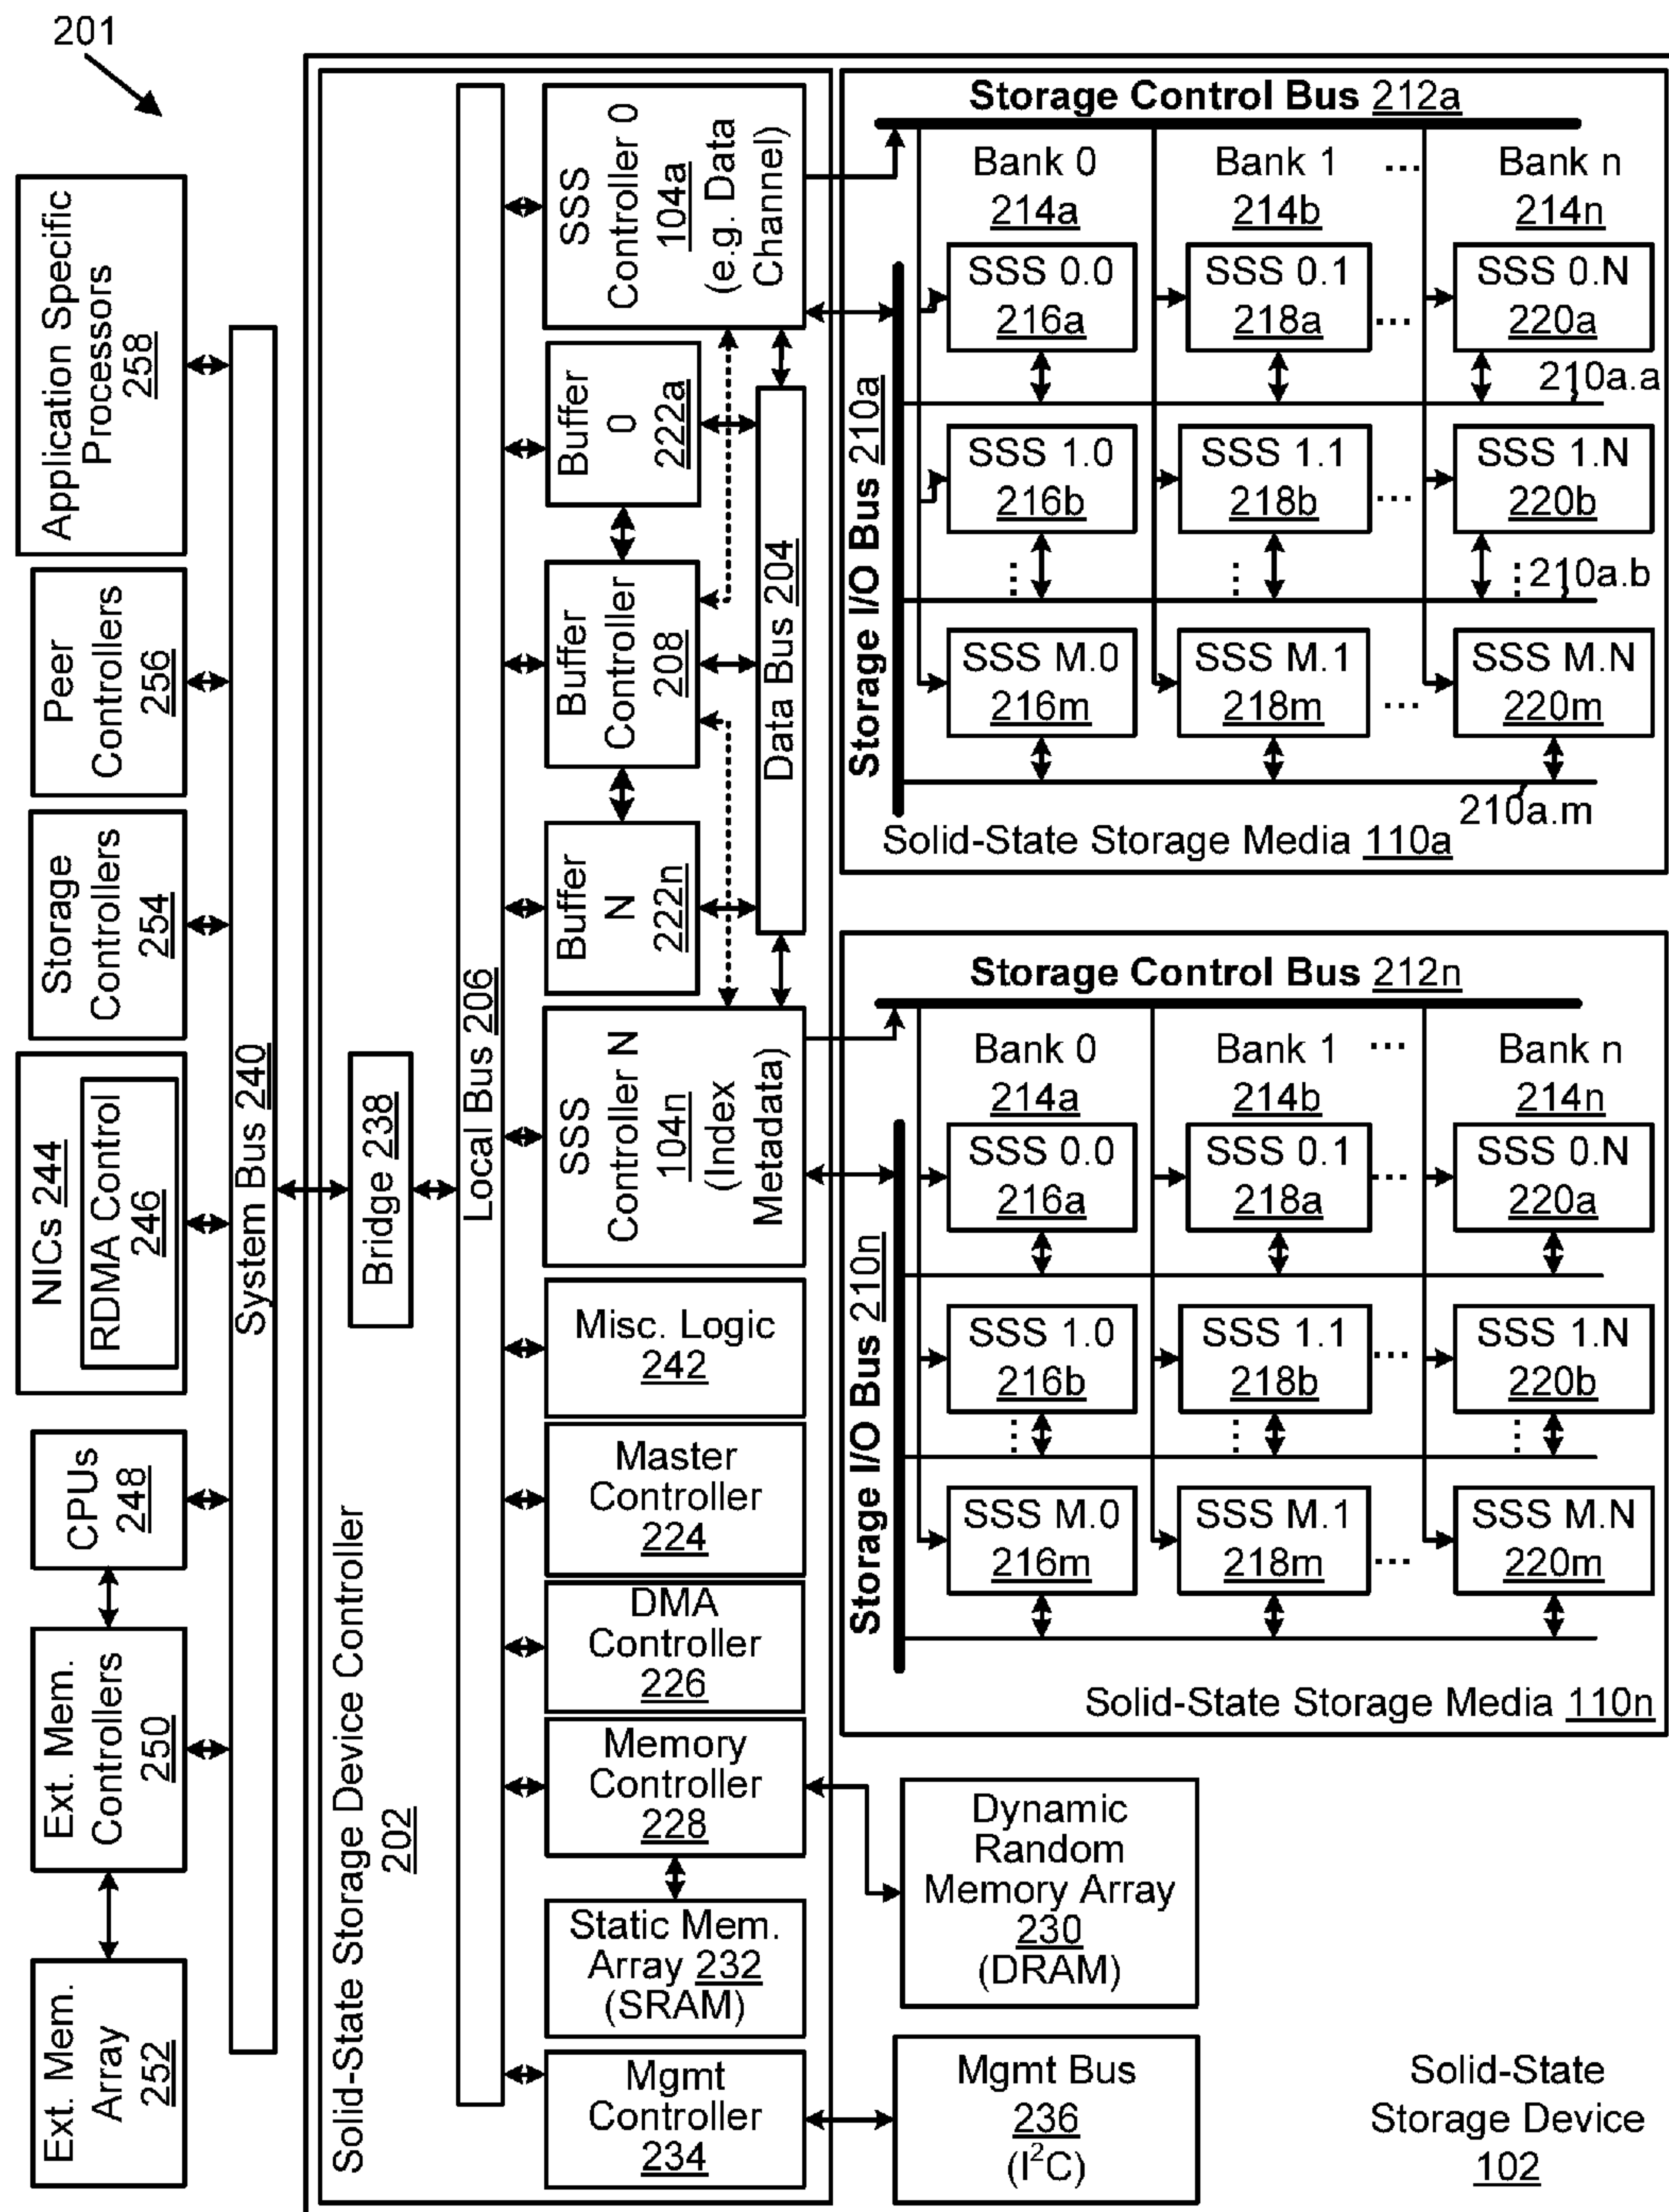 201
Application Specific
Processors
258
Peer
Controllers
256
Storage
Controllers
254
NICs 244
RDMA Control
246
CPUs
248
Ext. Mem.
Controllers
250
Ext. Mem.
Array
252
System Bus 240
Solid-State Storage Device Controller
202
Bridge 238
Local Bus 206
SSS
Controller 0
104a
(e.g. Data
Channel)
Buffer
0
222a
Buffer
Controller
208
Buffer
N
222n
Data Bus 204
SSS
Controller N
104n
(Index
Metadata)
Misc. Logic
242
Master
Controller
224
DMA
Controller
226
Memory
Controller
228
Static Mem.
Array 232
(SRAM)
Mgmt
Controller
234
Storage Control Bus 212a
Bank 0
214a
Bank 1
214b
...
Bank n
214n
Storage I/O Bus 210a
SSS 0.0
216a
SSS 0.1
218a
...
SSS 0.N
220a
210a.a
SSS 1.0
216b
SSS 1.1
218b
...
SSS 1.N
220b
210a.b
SSS M.0
216m
SSS M.1
218m
...
SSS M.N
220m
210a.m
Solid-State Storage Media 110a
Storage Control Bus 212n
Bank 0
214a
Bank 1
214b
...
Bank n
214n
Storage I/O Bus 210n
SSS 0.0
216a
SSS 0.1
218a
...
SSS 0.N
220a
SSS 1.0
216b
SSS 1.1
218b
...
SSS 1.N
220b
SSS M.0
216m
SSS M.1
218m
...
SSS M.N
220m
Solid-State Storage Media 110n
Dynamic
Random
Memory Array
230
(DRAM)
Mgmt Bus
236
(I²C)
Solid-State
Storage Device
102